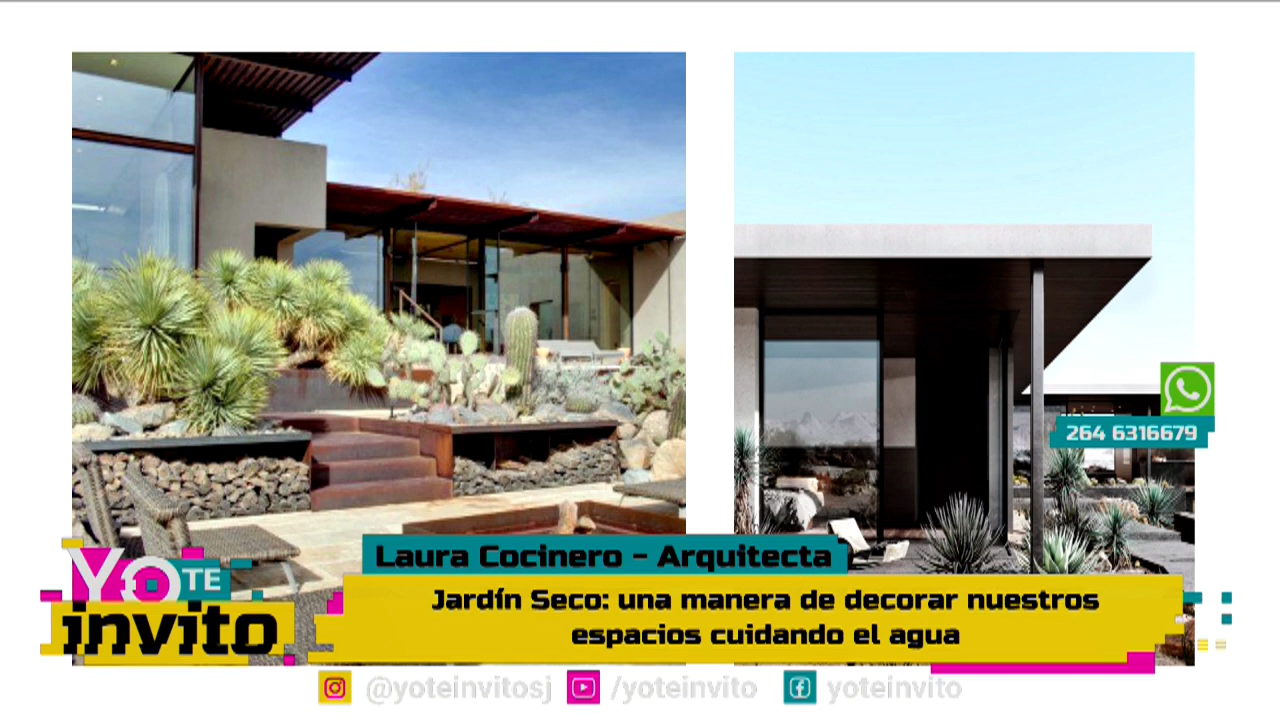 264 6316679
Laura Cocinero - Arquitecta
YO TE
invito
Jardín Seco: una manera de decorar nuestros
espacios cuidando el agua
@yoteinvitosj /yoteinvito yoteinvito